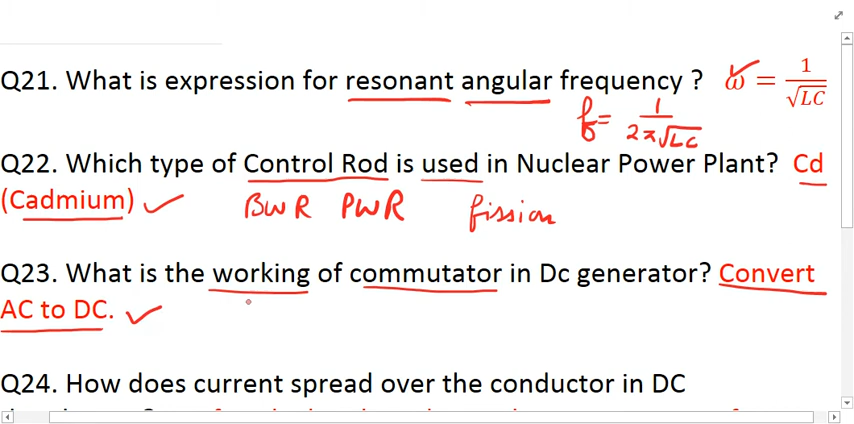 Q21. What is expression for resonant angular frequency ? ω = 1/√LC
f = 1/2π√LC
Q22. Which type of Control Rod is used in Nuclear Power Plant? Cd
(Cadmium)
BWR PWR fission
Q23. What is the working of commutator in Dc generator? Convert
AC to DC.
Q24. How does current spread over the conductor in DC